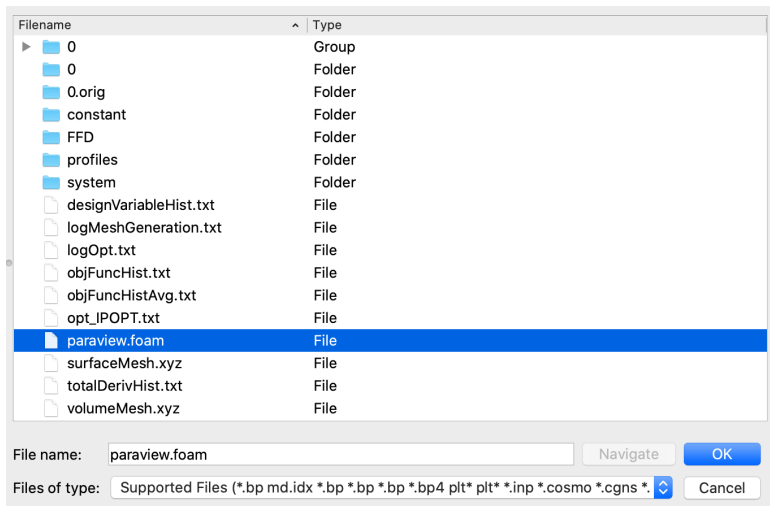 Filename Type
0 Group
0 Folder
0.orig Folder
constant Folder
FFD Folder
profiles Folder
system Folder
designVariableHist.txt File
logMeshGeneration.txt File
logOpt.txt File
objFuncHist.txt File
objFuncHistAvg.txt File
opt_IPOPT.txt File
paraview.foam File
surfaceMesh.xyz File
totalDerivHist.txt File
volumeMesh.xyz File
File name: paraview.foam Navigate OK
Files of type: Supported Files (*.bp md.idx *.bp *.bp *.bp *.bp4 plt* plt* *.inp *.cosmo *.cgns *. Cancel